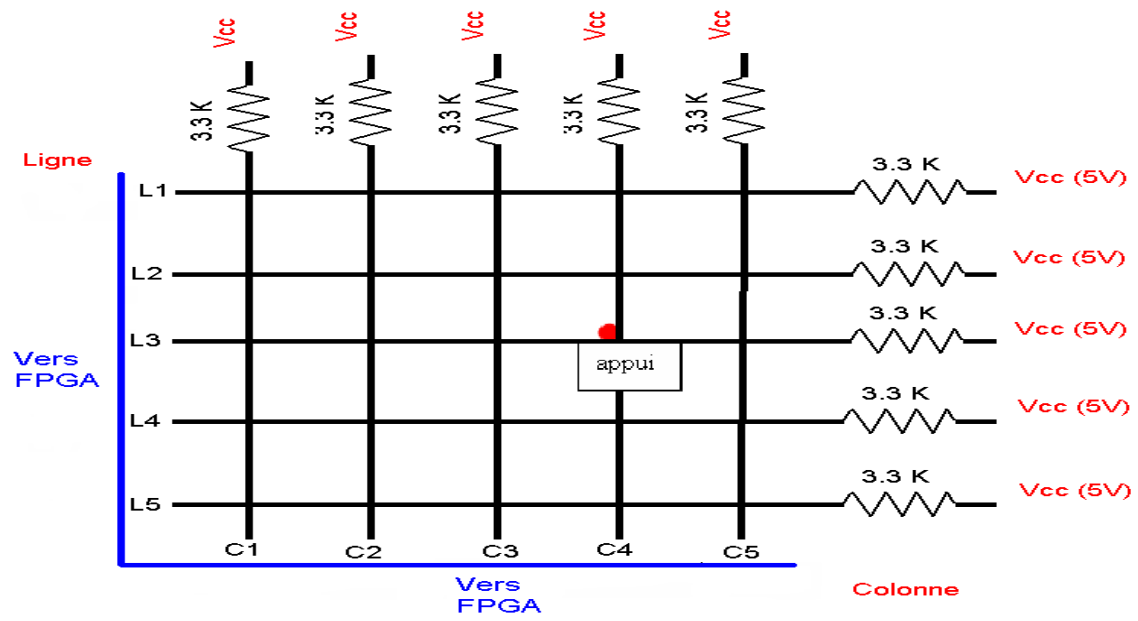 Vcc
Vcc
Vcc
Vcc
Vcc
3.3 K
3.3 K
3.3 K
3.3 K
3.3 K
Ligne
L1
3.3 K
Vcc (5V)
L2
3.3 K
Vcc (5V)
L3
3.3 K
Vcc (5V)
appui
Vers
FPGA
L4
3.3 K
Vcc (5V)
L5
3.3 K
Vcc (5V)
C1
C2
C3
C4
C5
Vers
FPGA
Colonne